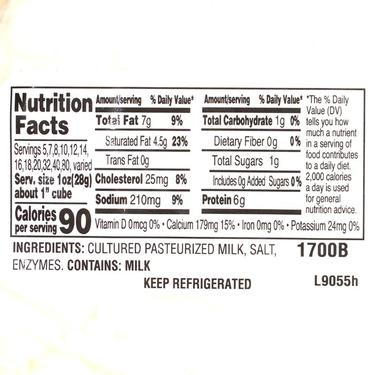 Nutrition Facts
Servings 5,7,8,10,12,14,
16,18,20,32,40,80, varied
Serv. size 1oz(28g)
about 1" cube
Calories per serving 90
Amount/serving % Daily Value*
Total Fat 7g 9%
Saturated Fat 4.5g 23%
Trans Fat 0g
Cholesterol 25mg 8%
Sodium 210mg 9%
Amount/serving % Daily Value*
Total Carbohydrate 1g 0%
Dietary Fiber 0g 0%
Total Sugars 1g
Includes 0g Added Sugars 0%
Protein 6g
Vitamin D 0mcg 0% • Calcium 179mg 15% • Iron 0mg 0% • Potassium 24mg 0%
*The % Daily
Value (DV)
tells you how
much a nutrient
in a serving
of food
contributes
to a daily diet.
2,000 calories
a day is used
for general
nutrition advice.
INGREDIENTS: CULTURED PASTEURIZED MILK, SALT,
ENZYMES. CONTAINS: MILK
1700B
KEEP REFRIGERATED
L9055h